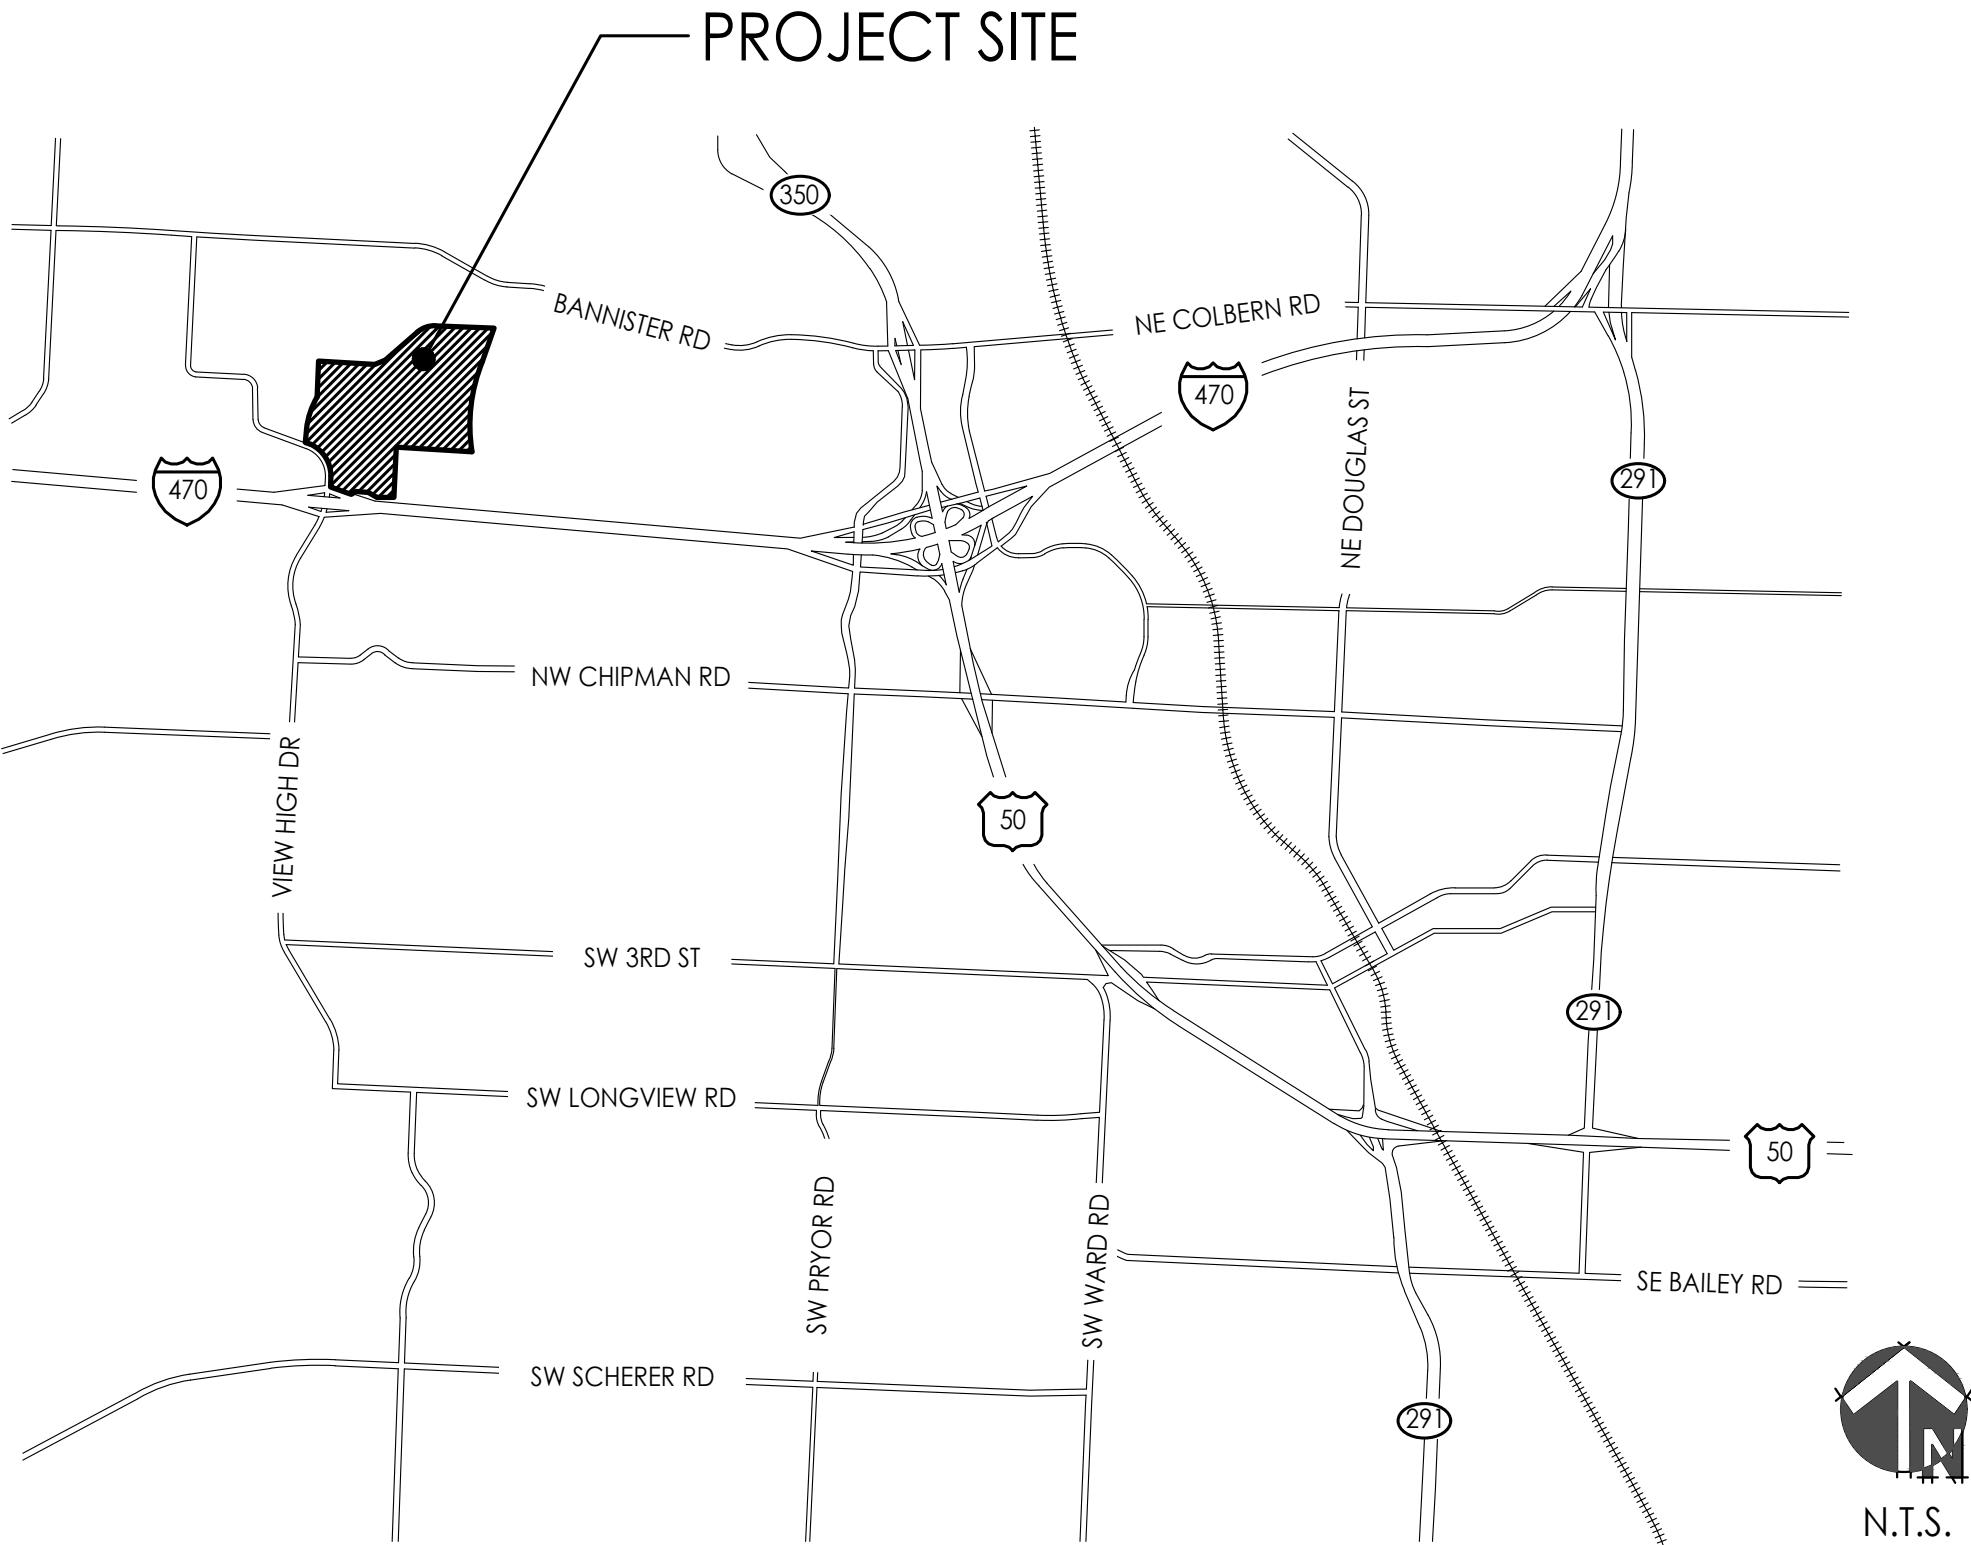 PROJECT SITE
350
BANNISTER RD
NE COLBERN RD
470
NE DOUGLAS ST
470
291
NW CHIPMAN RD
VIEW HIGH DR
50
SW 3RD ST
291
SW LONGVIEW RD
50
SW PRYOR RD
SW WARD RD
SE BAILEY RD
SW SCHERER RD
291
N
N.T.S.